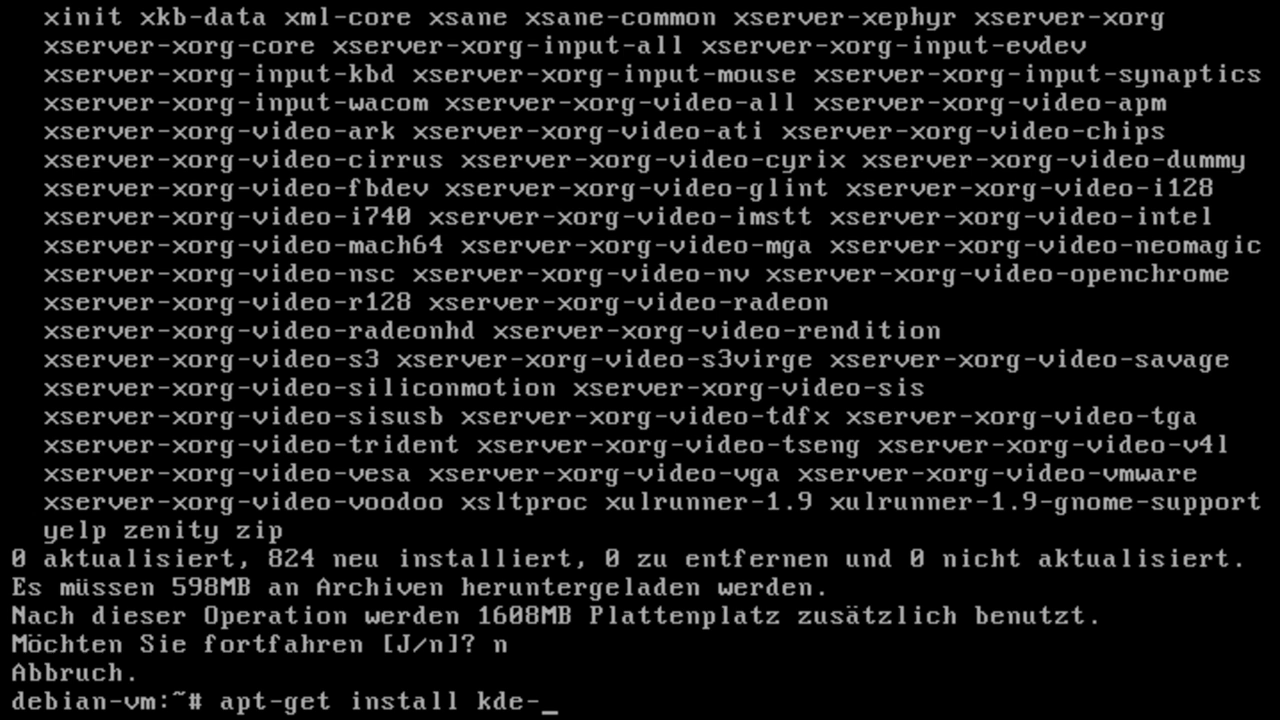 xinit xkb-data xml-core xsane xsane-common xserver-xephyr xserver-xorg
xserver-xorg-core xserver-xorg-input-all xserver-xorg-input-evdev
xserver-xorg-input-kbd xserver-xorg-input-mouse xserver-xorg-input-synaptics
xserver-xorg-input-wacom xserver-xorg-video-all xserver-xorg-video-apm
xserver-xorg-video-ark xserver-xorg-video-ati xserver-xorg-video-chips
xserver-xorg-video-cirrus xserver-xorg-video-cyrix xserver-xorg-video-dummy
xserver-xorg-video-fbdev xserver-xorg-video-glint xserver-xorg-video-i128
xserver-xorg-video-i740 xserver-xorg-video-imstt xserver-xorg-video-intel
xserver-xorg-video-mach64 xserver-xorg-video-mga xserver-xorg-video-neomagic
xserver-xorg-video-nsc xserver-xorg-video-nv xserver-xorg-video-openchrome
xserver-xorg-video-r128 xserver-xorg-video-radeon
xserver-xorg-video-radeonhd xserver-xorg-video-rendition
xserver-xorg-video-s3 xserver-xorg-video-s3virge xserver-xorg-video-savage
xserver-xorg-video-siliconmotion xserver-xorg-video-sis
xserver-xorg-video-sisusb xserver-xorg-video-tdfx xserver-xorg-video-tga
xserver-xorg-video-trident xserver-xorg-video-tseng xserver-xorg-video-v4l
xserver-xorg-video-vesa xserver-xorg-video-vga xserver-xorg-video-vmware
xserver-xorg-video-voodoo xsltproc xulrunner-1.9 xulrunner-1.9-gnome-support
yelp zenity zip
0 aktualisiert, 824 neu installiert, 0 zu entfernen und 0 nicht aktualisiert.
Es müssen 598MB an Archiven heruntergeladen werden.
Nach dieser Operation werden 1608MB Plattenplatz zusätzlich benutzt.
Möchten Sie fortfahren [J/n]? n
Abbruch.
debian-vm:~# apt-get install kde-_